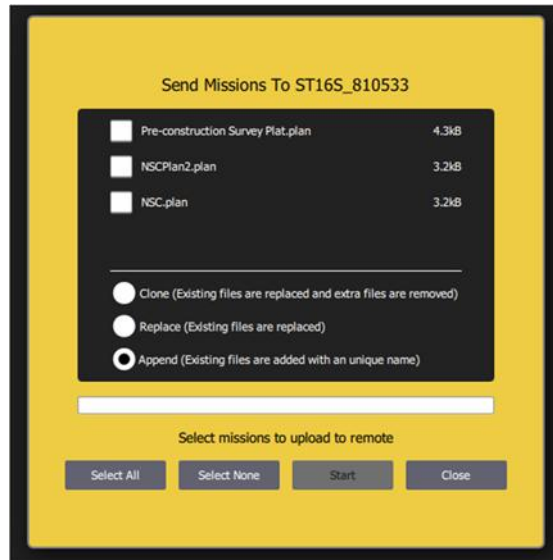 Send Missions To ST16S_810533
Pre-construction Survey Plat.plan 4.3kB
NSCPlan2.plan 3.2kB
NSC.plan 3.2kB
Clone (Existing files are replaced and extra files are removed)
Replace (Existing files are replaced)
Append (Existing files are added with an unique name)
Select missions to upload to remote
Select All Select None Start Close